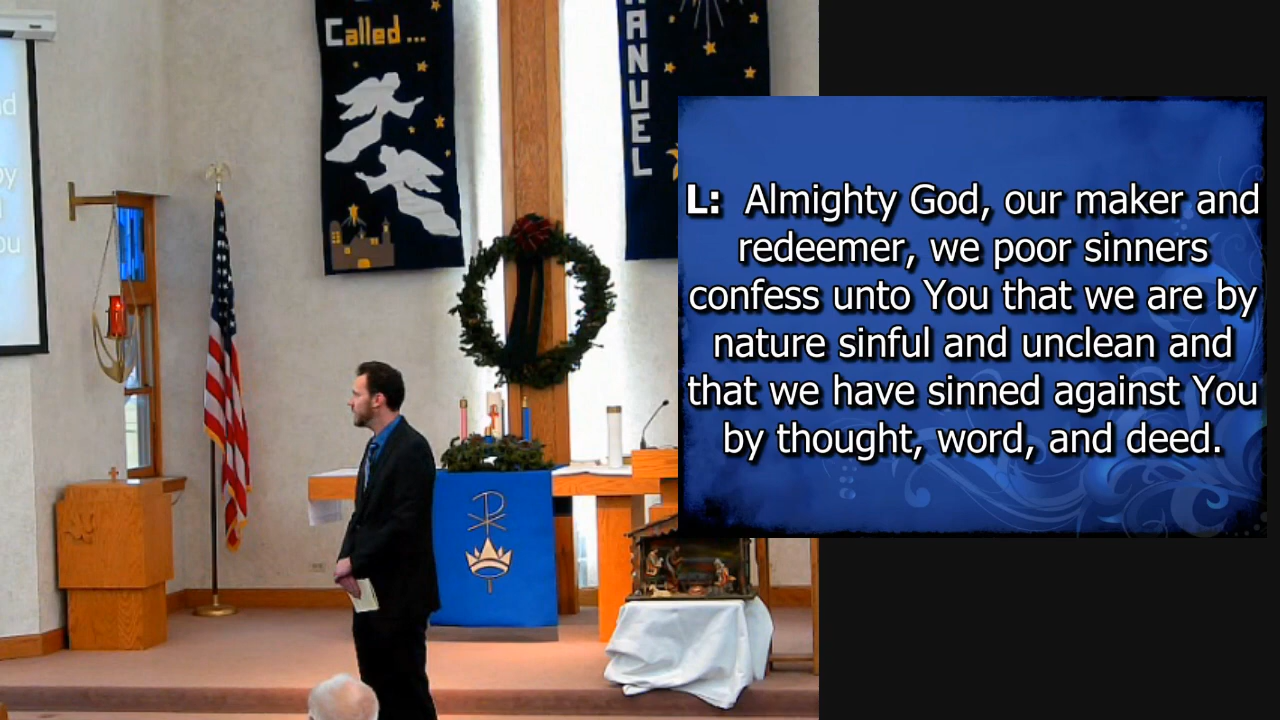 Called...
ANUEL
L: Almighty God, our maker and
redeemer, we poor sinners
confess unto You that we are by
nature sinful and unclean and
that we have sinned against You
by thought, word, and deed.